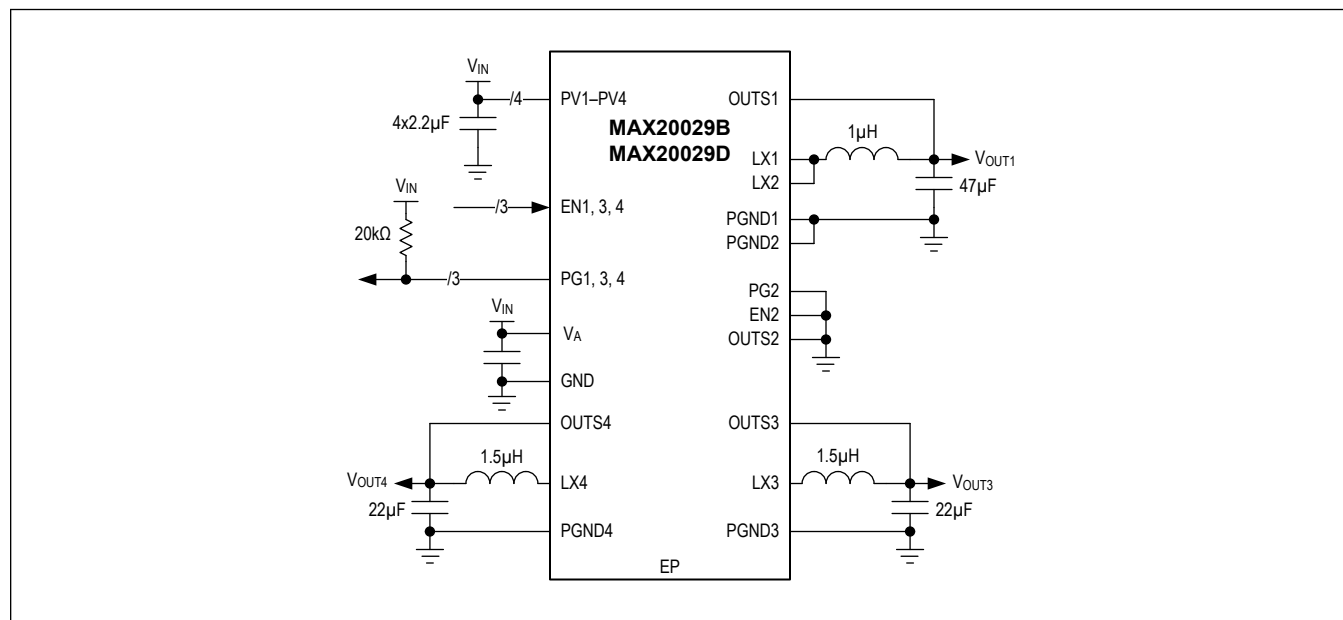 VIN
/4
PV1–PV4
4x2.2µF
MAX20029B
MAX20029D
VIN
/3
EN1, 3, 4
20kΩ
/3
PG1, 3, 4
VIN
VA
GND
OUTS4
1.5µH
VOUT4
LX4
22µF
PGND4
EP
OUTS1
1µH
LX1
VOUT1
LX2
47µF
PGND1
PGND2
PG2
EN2
OUTS2
OUTS3
1.5µH
LX3
VOUT3
22µF
PGND3